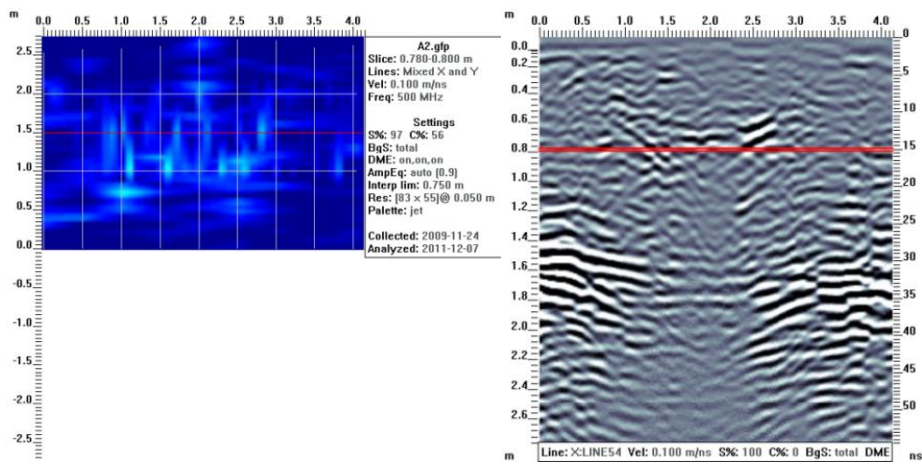 m 0.0 0.5 1.0 1.5 2.0 2.5 3.0 3.5 4.0
2.5
2.0
1.5
1.0
0.5
0.0
-0.5
-1.0
-1.5
-2.0
-2.5
m
A2.gfp
Slice: 0.780-0.800 m
Lines: Mixed X and Y
Vel: 0.100 m/ns
Freq: 500 MHz
Settings
S%: 97 C%: 56
BgS: total
DME: on,on,on
AmpEq: auto (0.9)
Interp lim: 0.750 m
Res: [83 x 55]@ 0.050 m
Palette: jet
Collected: 2009-11-24
Analyzed: 2011-12-07
m 0.0 0.5 1.0 1.5 2.0 2.5 3.0 3.5 4.0 ns
0.0
0.2
0.4
0.6
0.8
1.0
1.2
1.4
1.6
1.8
2.0
2.2
2.4
2.6
0
5
10
15
20
25
30
35
40
45
50
m Line: X:LINE54 Vel: 0.100 m/ns S%: 100 C%: 0 BgS: total DME ns